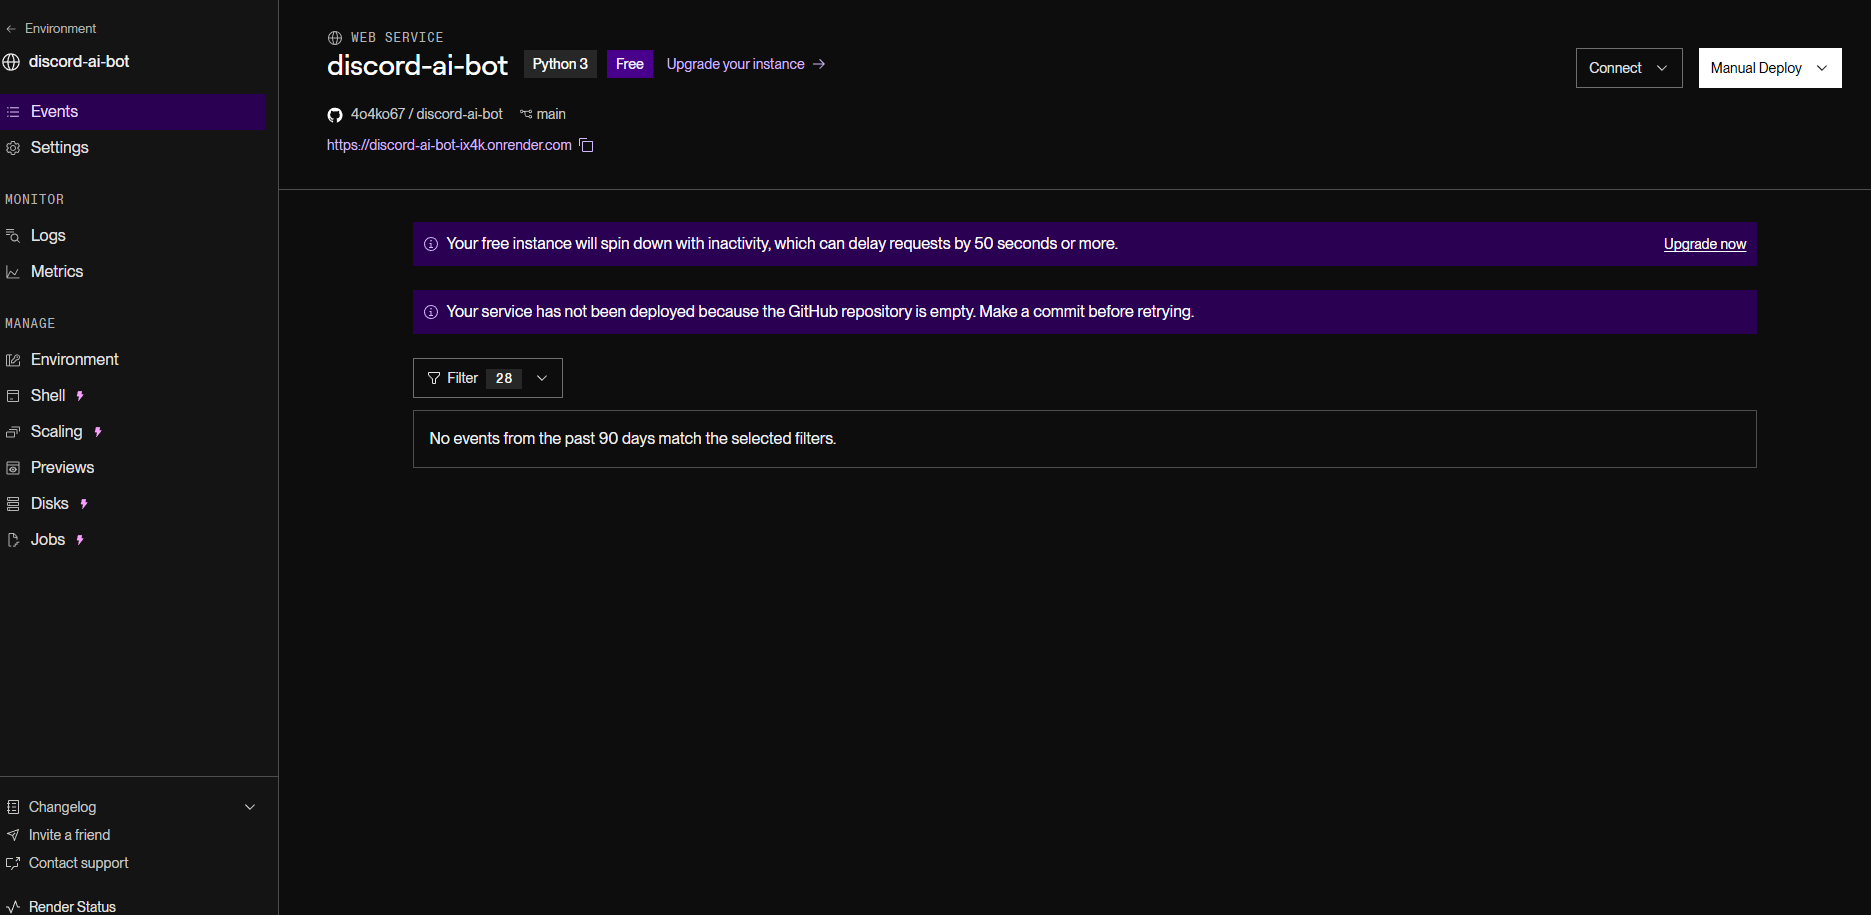 Environment
discord-ai-bot
Events
Settings
MONITOR
Logs
Metrics
MANAGE
Environment
Shell
Scaling
Previews
Disks
Jobs
Changelog
Invite a friend
Contact support
Render Status
WEB SERVICE
discord-ai-bot Python 3 Free Upgrade your instance
Connect Manual Deploy
4o4ko67 / discord-ai-bot main
https://discord-ai-bot-ix4k.onrender.com
Your free instance will spin down with inactivity, which can delay requests by 50 seconds or more. Upgrade now
Your service has not been deployed because the GitHub repository is empty. Make a commit before retrying.
Filter 28
No events from the past 90 days match the selected filters.